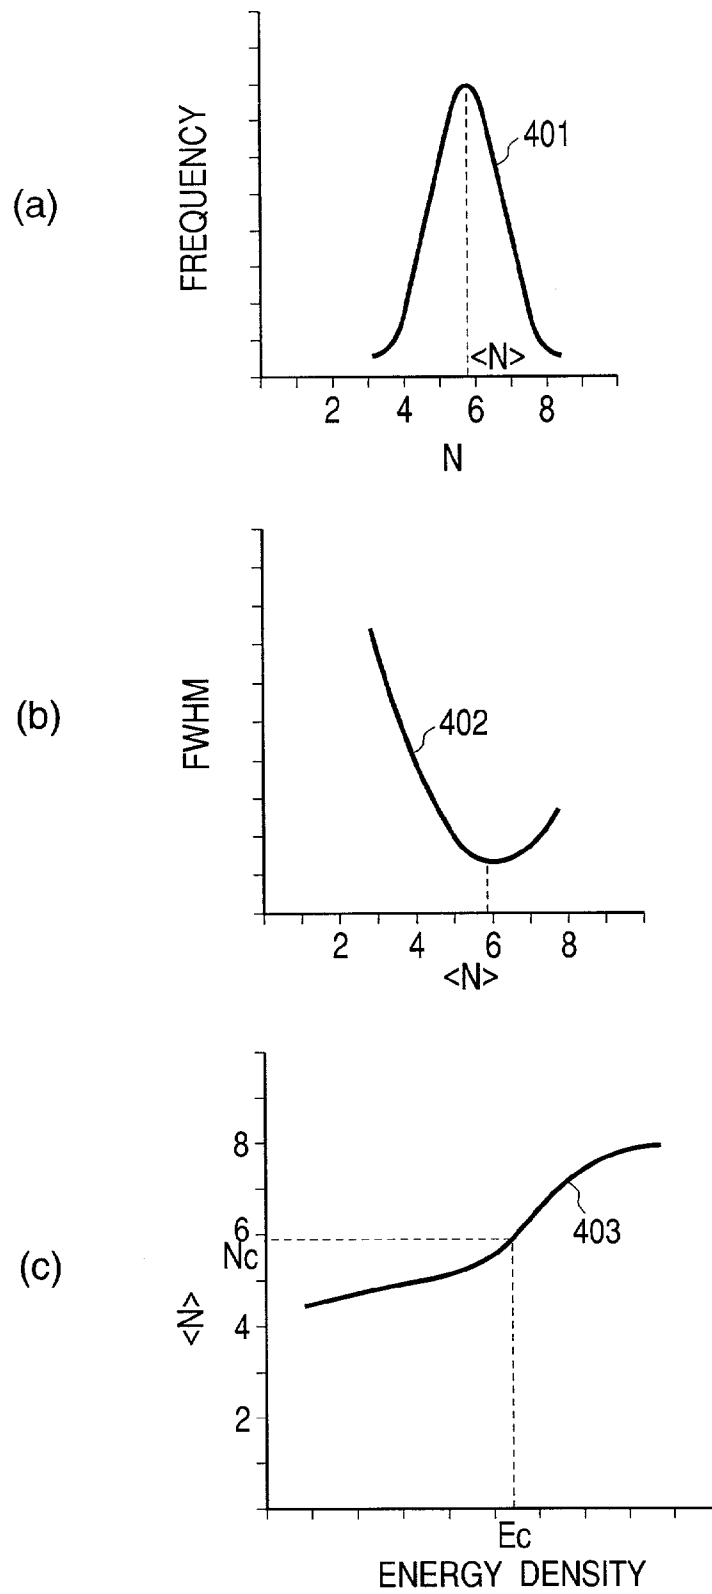 (a)
FREQUENCY
401
<N>
2 4 6 8
N
(b)
FWHM
402
2 4 6 8
<N>
(c)
<N>
8
6
Nc
4
2
403
Ec
ENERGY DENSITY